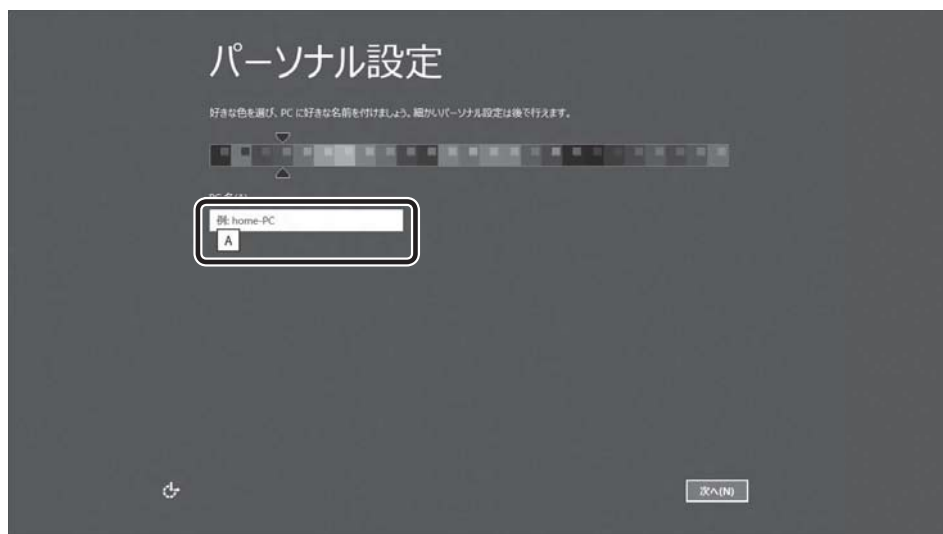 パーソナル設定
好きな色を選び、PC に好きな名前を付けましょう。細かいパーソナル設定は後で行えます。
例: home-PC
A
次へ(N)